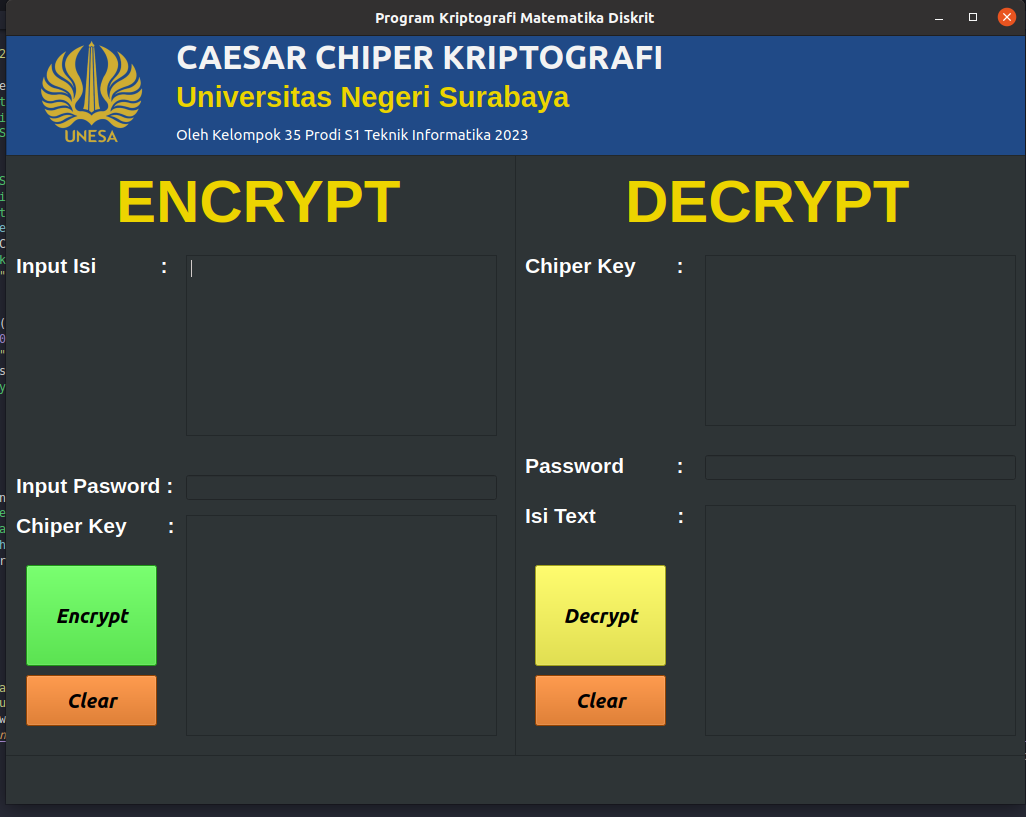 Program Kriptografi Matematika Diskrit
CAESAR CHIPER KRIPTOGRAFI
Universitas Negeri Surabaya
Oleh Kelompok 35 Prodi S1 Teknik Informatika 2023
UNESA
ENCRYPT
Input Isi :
Input Pasword :
Chiper Key :
Encrypt
Clear
DECRYPT
Chiper Key :
Password :
Isi Text :
Decrypt
Clear